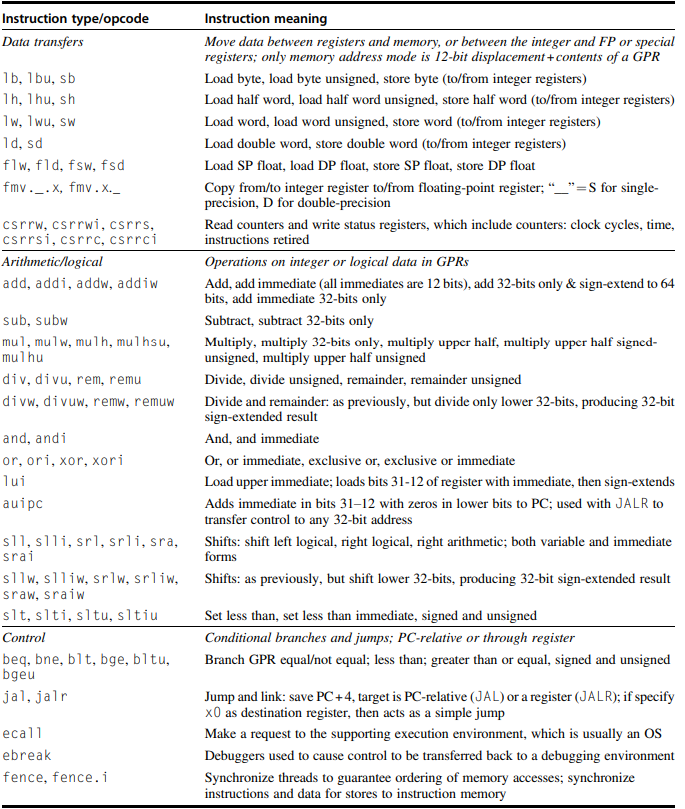 Instruction type/opcode Instruction meaning
Data transfers Move data between registers and memory, or between the integer and FP or special
registers; only memory address mode is 12-bit displacement+contents of a GPR
lb, lbu, sb Load byte, load byte unsigned, store byte (to/from integer registers)
lh, lhu, sh Load half word, load half word unsigned, store half word (to/from integer registers)
lw, lwu, sw Load word, load word unsigned, store word (to/from integer registers)
ld, sd Load double word, store double word (to/from integer registers)
flw, fld, fsw, fsd Load SP float, load DP float, store SP float, store DP float
fmv._.x, fmv.x._ Copy from/to integer register to/from floating-point register; “__”=S for single-
precision, D for double-precision
csrrw, csrrwi, csrrs, Read counters and write status registers, which include counters: clock cycles, time,
csrrsi, csrrc, csrrci instructions retired
Arithmetic/logical Operations on integer or logical data in GPRs
add, addi, addw, addiw Add, add immediate (all immediates are 12 bits), add 32-bits only & sign-extend to 64
bits, add immediate 32-bits only
sub, subw Subtract, subtract 32-bits only
mul, mulw, mulh, mulhsu, Multiply, multiply 32-bits only, multiply upper half, multiply upper half signed-
mulhu unsigned, multiply upper half unsigned
div, divu, rem, remu Divide, divide unsigned, remainder, remainder unsigned
divw, divuw, remw, remuw Divide and remainder: as previously, but divide only lower 32-bits, producing 32-bit
sign-extended result
and, andi And, and immediate
or, ori, xor, xori Or, or immediate, exclusive or, exclusive or immediate
lui Load upper immediate; loads bits 31-12 of register with immediate, then sign-extends
auipc Adds immediate in bits 31–12 with zeros in lower bits to PC; used with JALR to
transfer control to any 32-bit address
sll, slli, srl, srli, sra, Shifts: shift left logical, right logical, right arithmetic; both variable and immediate
srai forms
sllw, slliw, srlw, srliw, Shifts: as previously, but shift lower 32-bits, producing 32-bit sign-extended result
sraw, sraiw
slt, slti, sltu, sltiu Set less than, set less than immediate, signed and unsigned
Control Conditional branches and jumps; PC-relative or through register
beq, bne, blt, bge, bltu, Branch GPR equal/not equal; less than; greater than or equal, signed and unsigned
bgeu
jal, jalr Jump and link: save PC+4, target is PC-relative (JAL) or a register (JALR); if specify
x0 as destination register, then acts as a simple jump
ecall Make a request to the supporting execution environment, which is usually an OS
ebreak Debuggers used to cause control to be transferred back to a debugging environment
fence, fence.i Synchronize threads to guarantee ordering of memory accesses; synchronize
instructions and data for stores to instruction memory